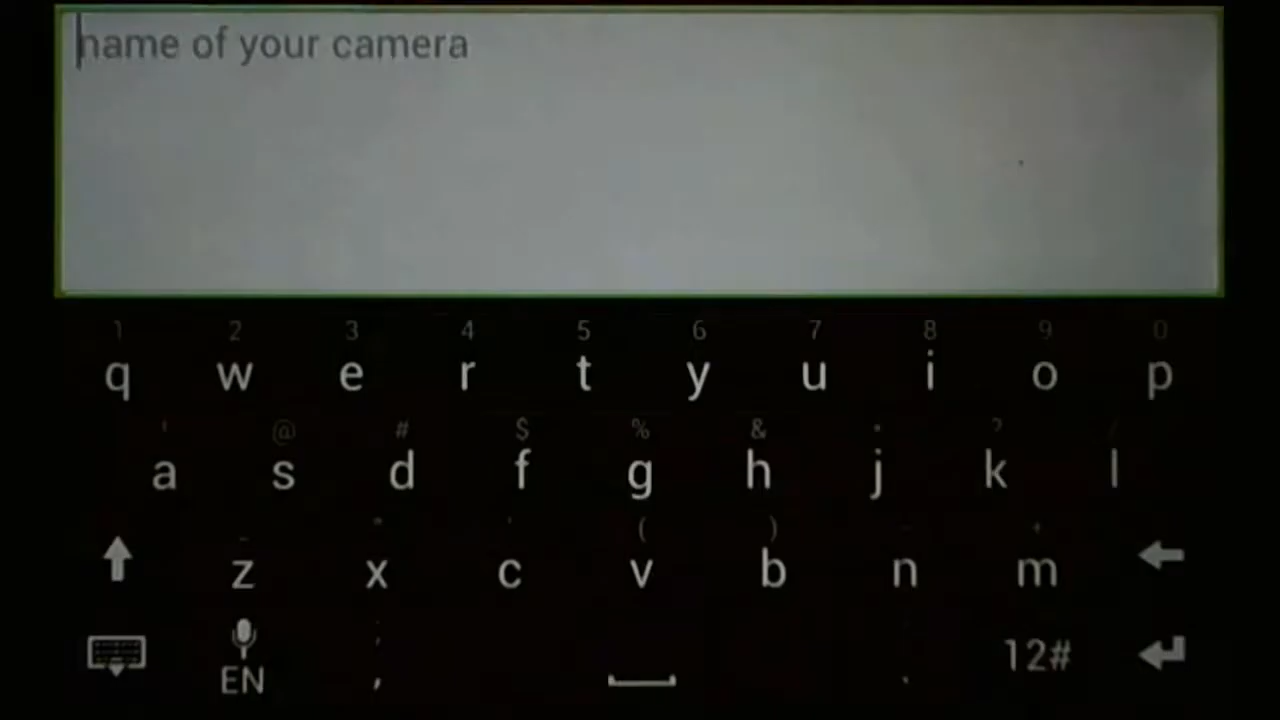 name of your camera
1 2 3 4 5 6 7 8 9 0
q w e r t y u i o p
@ # $ % & ?
a s d f g h j k l
( )
z x c v b n m
EN , . 12#